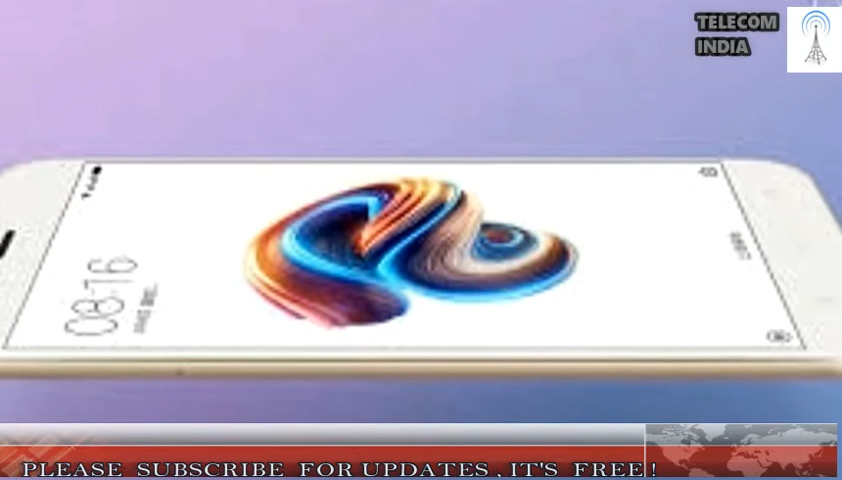 TELECOM
INDIA
08:16
PLEASE SUBSCRIBE FOR UPDATES , IT'S FREE !